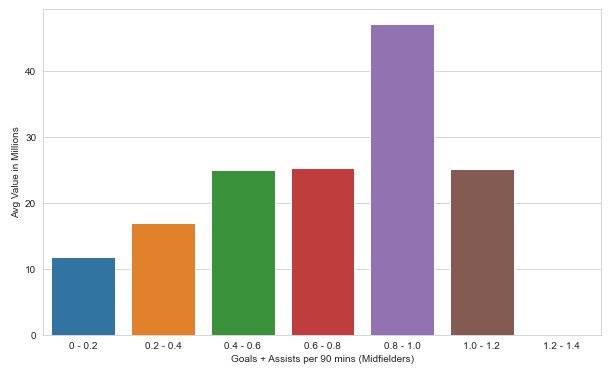 Avg Value in Millions
40
30
20
10
0
0 - 0.2 0.2 - 0.4 0.4 - 0.6 0.6 - 0.8 0.8 - 1.0 1.0 - 1.2 1.2 - 1.4
Goals + Assists per 90 mins (Midfielders)